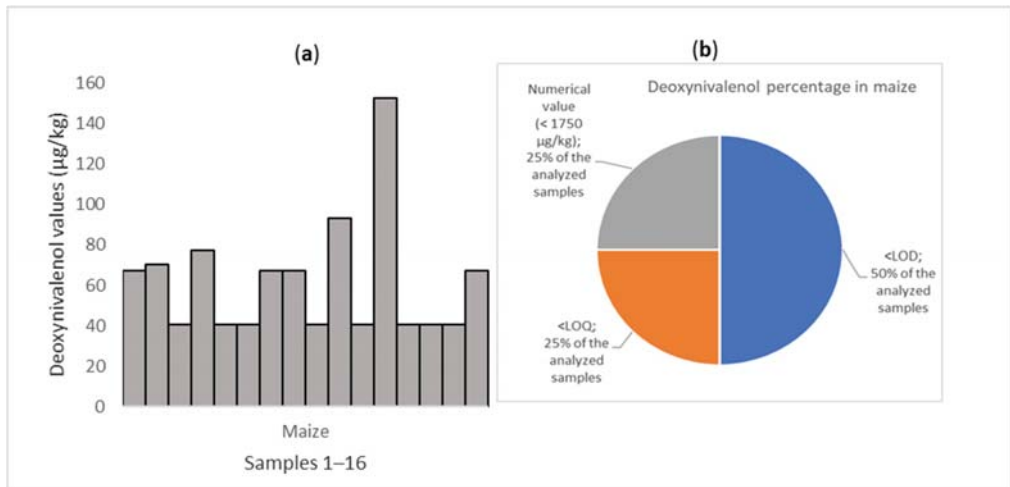 (a)
160
140
120
100
80
60
40
20
0
Deoxynivalenol values (µg/kg)
Maize
Samples 1–16
(b)
Deoxynivalenol percentage in maize
Numerical
value
(< 1750
µg/kg);
25% of the
analyzed
samples
<LOD;
50% of the
analyzed
samples
<LOQ;
25% of the
analyzed
samples